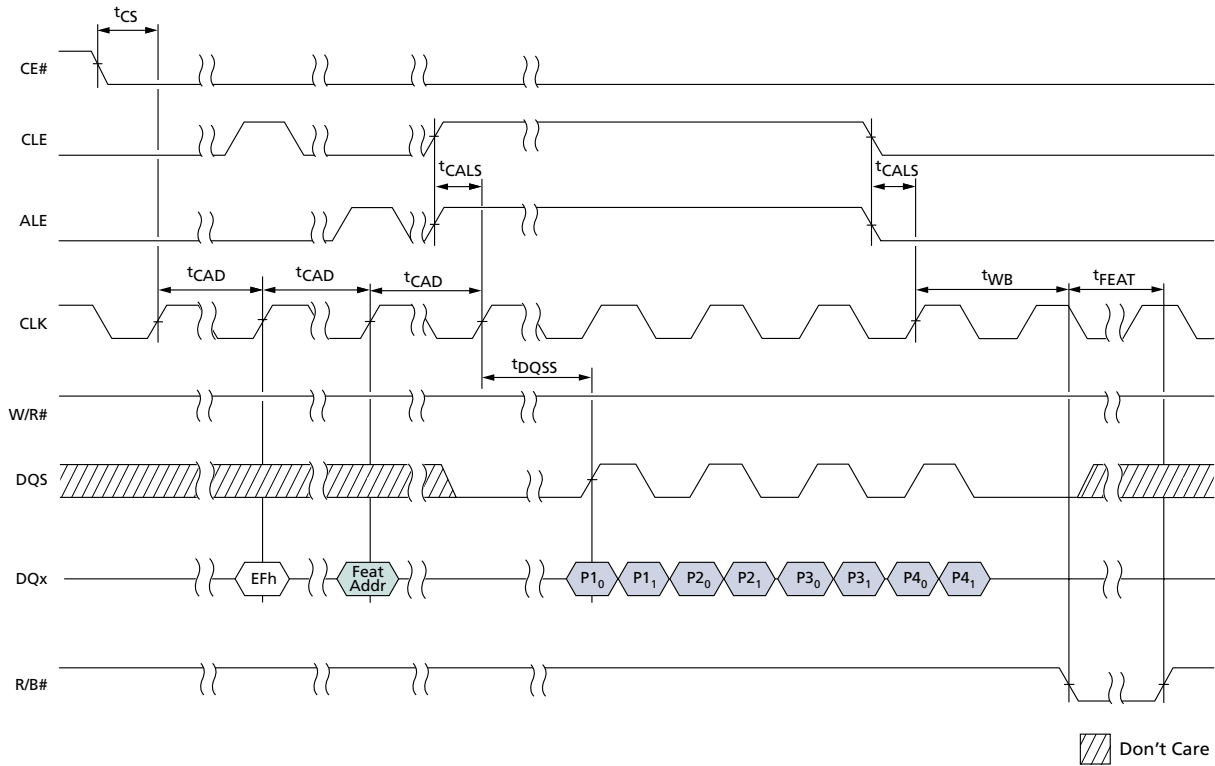 tCS
CE#
CLE
tCALS
tCALS
ALE
tCAD
tCAD
tCAD
tWB
tFEAT
CLK
tDQSS
W/R#
DQS
DQx
EFh
Feat
Addr
P10
P11
P20
P21
P30
P31
P40
P41
R/B#
Don't Care